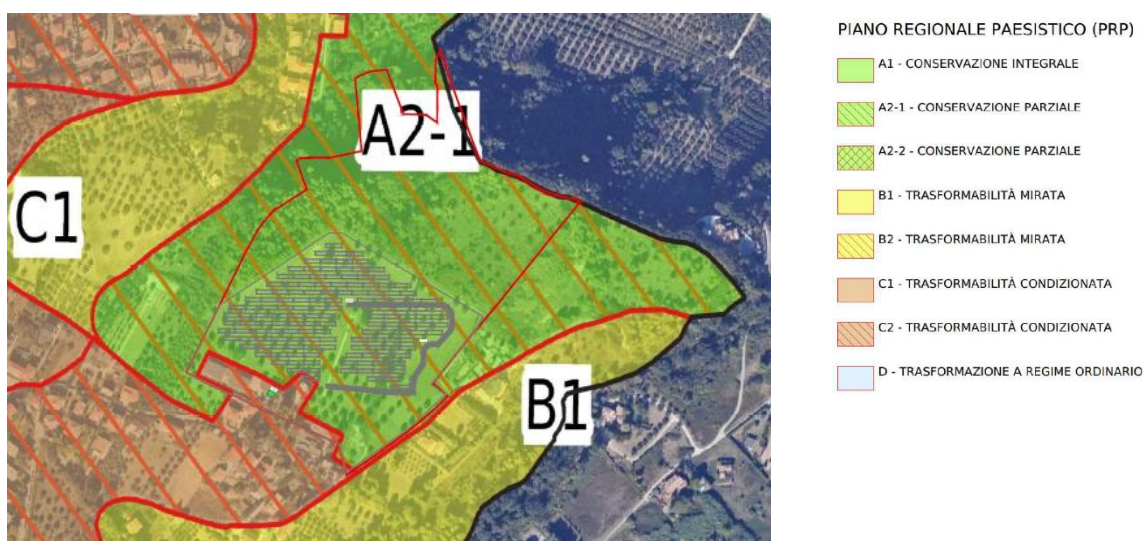 A2-1
C1
B1
PIANO REGIONALE PAESISTICO (PRP)
A1 - CONSERVAZIONE INTEGRALE
A2-1 - CONSERVAZIONE PARZIALE
A2-2 - CONSERVAZIONE PARZIALE
B1 - TRASFORMABILITÀ MIRATA
B2 - TRASFORMABILITÀ MIRATA
C1 - TRASFORMABILITÀ CONDIZIONATA
C2 - TRASFORMABILITÀ CONDIZIONATA
D - TRASFORMAZIONE A REGIME ORDINARIO